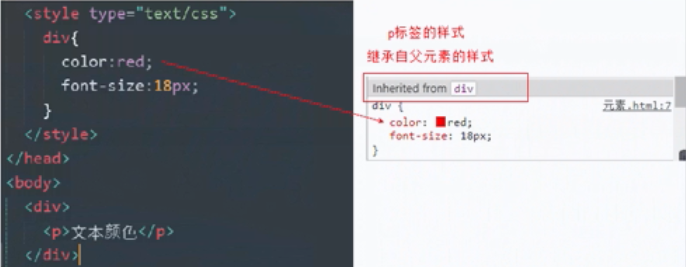 <style type="text/css">
div{
color:red;
font-size:18px;
}
</style>
</head>
<body>
<div>
<p>文本颜色</p>
</div>
p标签的样式
继承自父元素的样式
Inherited from div
div {
元素.html:7
color: red;
font-size: 18px;
}